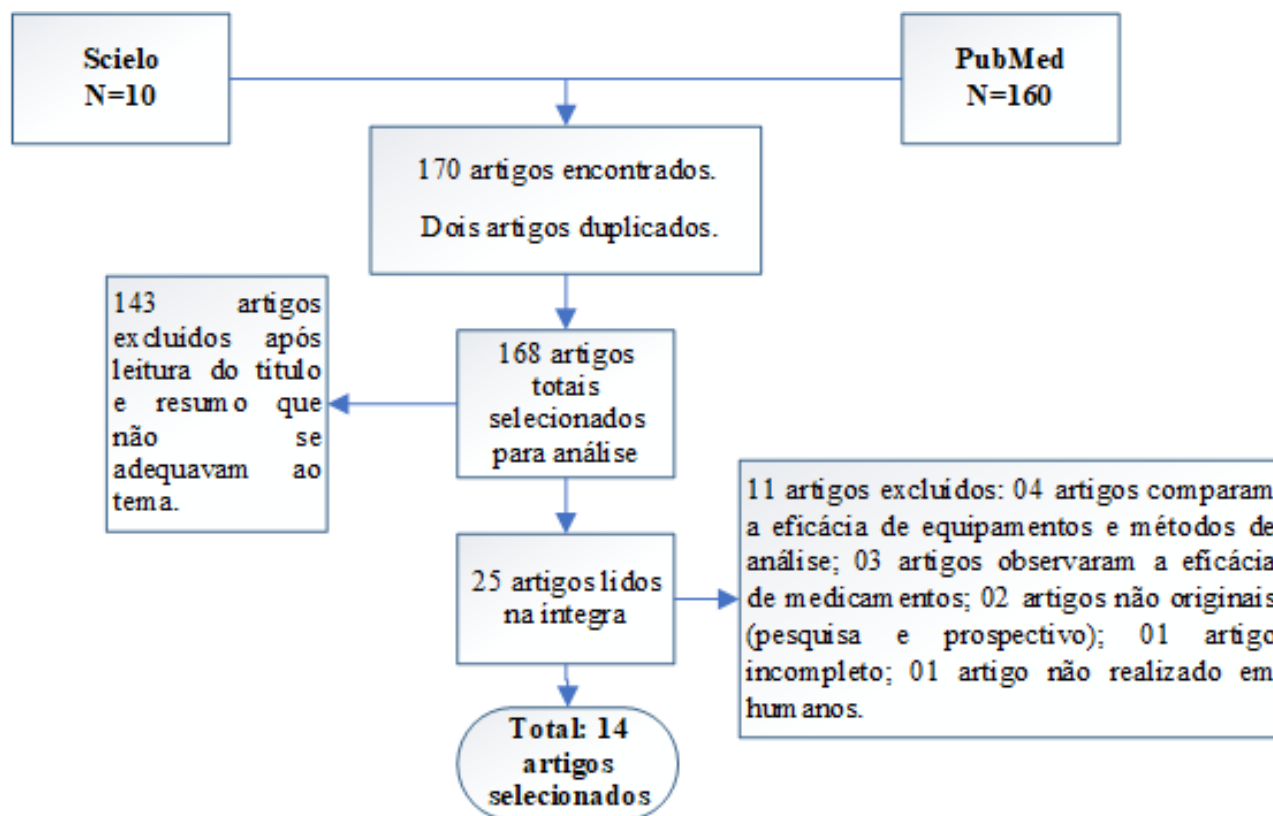 Scielo
N=10
PubMed
N=160
170 artigos encontrados.
Dois artigos duplicados.
143 artigos
excluídos após
leitura do título
e resumo que
não se
adequavam ao
tema.
168 artigos
totais
selecionados
para análise
25 artigos lidos
na íntegra
11 artigos excluídos: 04 artigos comparam
a eficácia de equipamentos e métodos de
análise; 03 artigos observaram a eficácia
de medicamentos; 02 artigos não originais
(pesquisa e prospectivo); 01 artigo
incompleto; 01 artigo não realizado em
humanos.
Total: 14
artigos
selecionados